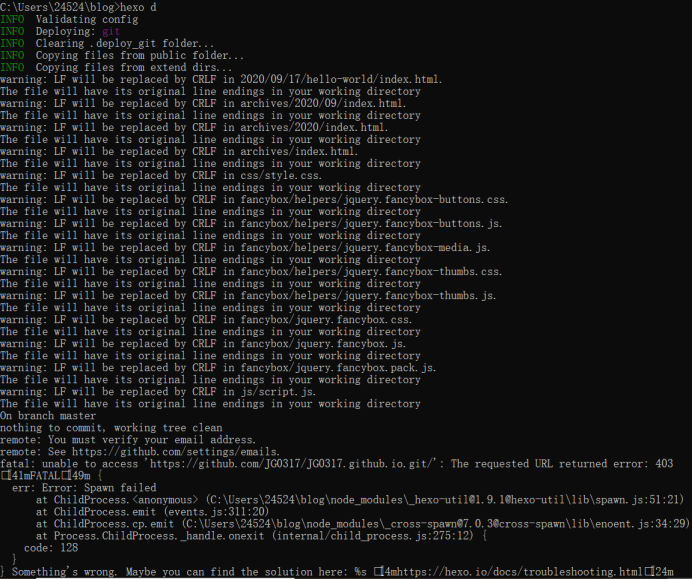 C:\Users\24524\blog>hexo d
INFO  Validating config
INFO  Deploying: git
INFO  Clearing .deploy_git folder...
INFO  Copying files from public folder...
INFO  Copying files from extend dirs...
warning: LF will be replaced by CRLF in 2020/09/17/hello-world/index.html.
The file will have its original line endings in your working directory
warning: LF will be replaced by CRLF in archives/2020/09/index.html.
The file will have its original line endings in your working directory
warning: LF will be replaced by CRLF in archives/2020/index.html.
The file will have its original line endings in your working directory
warning: LF will be replaced by CRLF in archives/index.html.
The file will have its original line endings in your working directory
warning: LF will be replaced by CRLF in css/style.css.
The file will have its original line endings in your working directory
warning: LF will be replaced by CRLF in fancybox/helpers/jquery.fancybox-buttons.css.
The file will have its original line endings in your working directory
warning: LF will be replaced by CRLF in fancybox/helpers/jquery.fancybox-buttons.js.
The file will have its original line endings in your working directory
warning: LF will be replaced by CRLF in fancybox/helpers/jquery.fancybox-media.js.
The file will have its original line endings in your working directory
warning: LF will be replaced by CRLF in fancybox/helpers/jquery.fancybox-thumbs.css.
The file will have its original line endings in your working directory
warning: LF will be replaced by CRLF in fancybox/helpers/jquery.fancybox-thumbs.js.
The file will have its original line endings in your working directory
warning: LF will be replaced by CRLF in fancybox/jquery.fancybox.css.
The file will have its original line endings in your working directory
warning: LF will be replaced by CRLF in fancybox/jquery.fancybox.js.
The file will have its original line endings in your working directory
warning: LF will be replaced by CRLF in fancybox/jquery.fancybox.pack.js.
The file will have its original line endings in your working directory
warning: LF will be replaced by CRLF in js/script.js.
The file will have its original line endings in your working directory
On branch master
nothing to commit, working tree clean
remote: You must verify your email address.
remote: See https://github.com/settings/emails.
fatal: unable to access 'https://github.com/JG0317/JG0317.github.io.git/': The requested URL returned error: 403
[41mFATAL[49m {
  err: Error: Spawn failed
      at ChildProcess.<anonymous> (C:\Users\24524\blog\node_modules\_hexo-util@1.9.1@hexo-util\lib\spawn.js:51:21)
      at ChildProcess.emit (events.js:311:20)
      at ChildProcess.cp.emit (C:\Users\24524\blog\node_modules\_cross-spawn@7.0.3@cross-spawn\lib\enoent.js:34:29)
      at Process.ChildProcess._handle.onexit (internal/child_process.js:275:12) {
    code: 128
  }
} Something's wrong. Maybe you can find the solution here: %s [4mhttps://hexo.io/docs/troubleshooting.html[24m